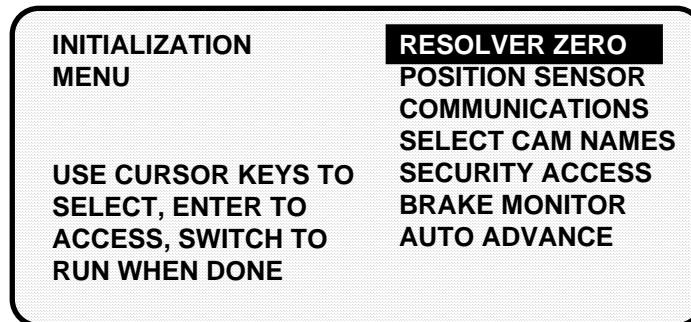 INITIALIZATION
MENU
USE CURSOR KEYS TO
SELECT, ENTER TO
ACCESS, SWITCH TO
RUN WHEN DONE
RESOLVER ZERO
POSITION SENSOR
COMMUNICATIONS
SELECT CAM NAMES
SECURITY ACCESS
BRAKE MONITOR
AUTO ADVANCE